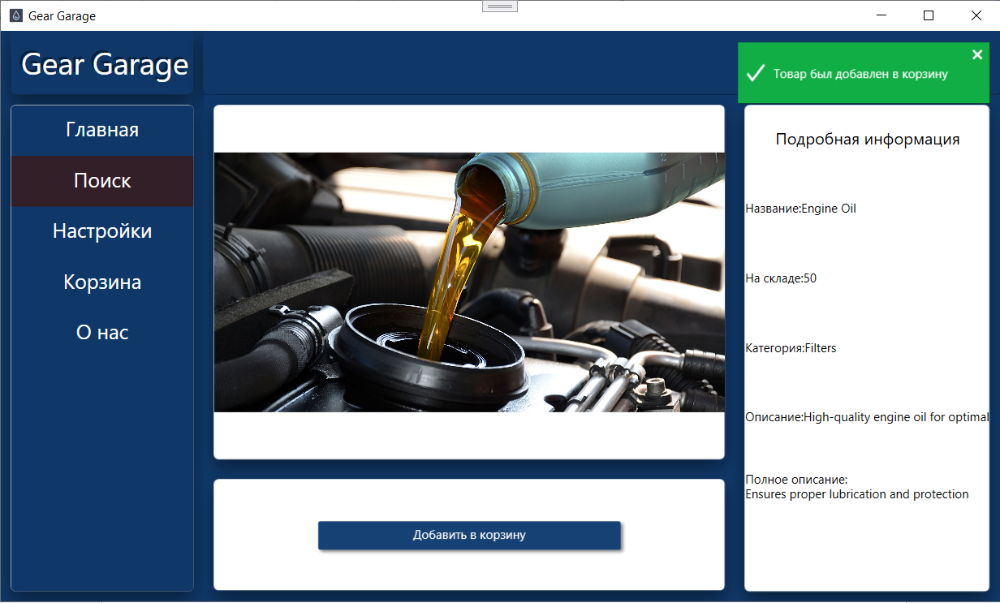 Gear Garage
Gear Garage
Товар был добавлен в корзину
Главная
Поиск
Настройки
Корзина
О нас
Подробная информация
Название:Engine Oil
На складе:50
Категория:Filters
Описание:High-quality engine oil for optimal
Полное описание:
Ensures proper lubrication and protection
Добавить в корзину